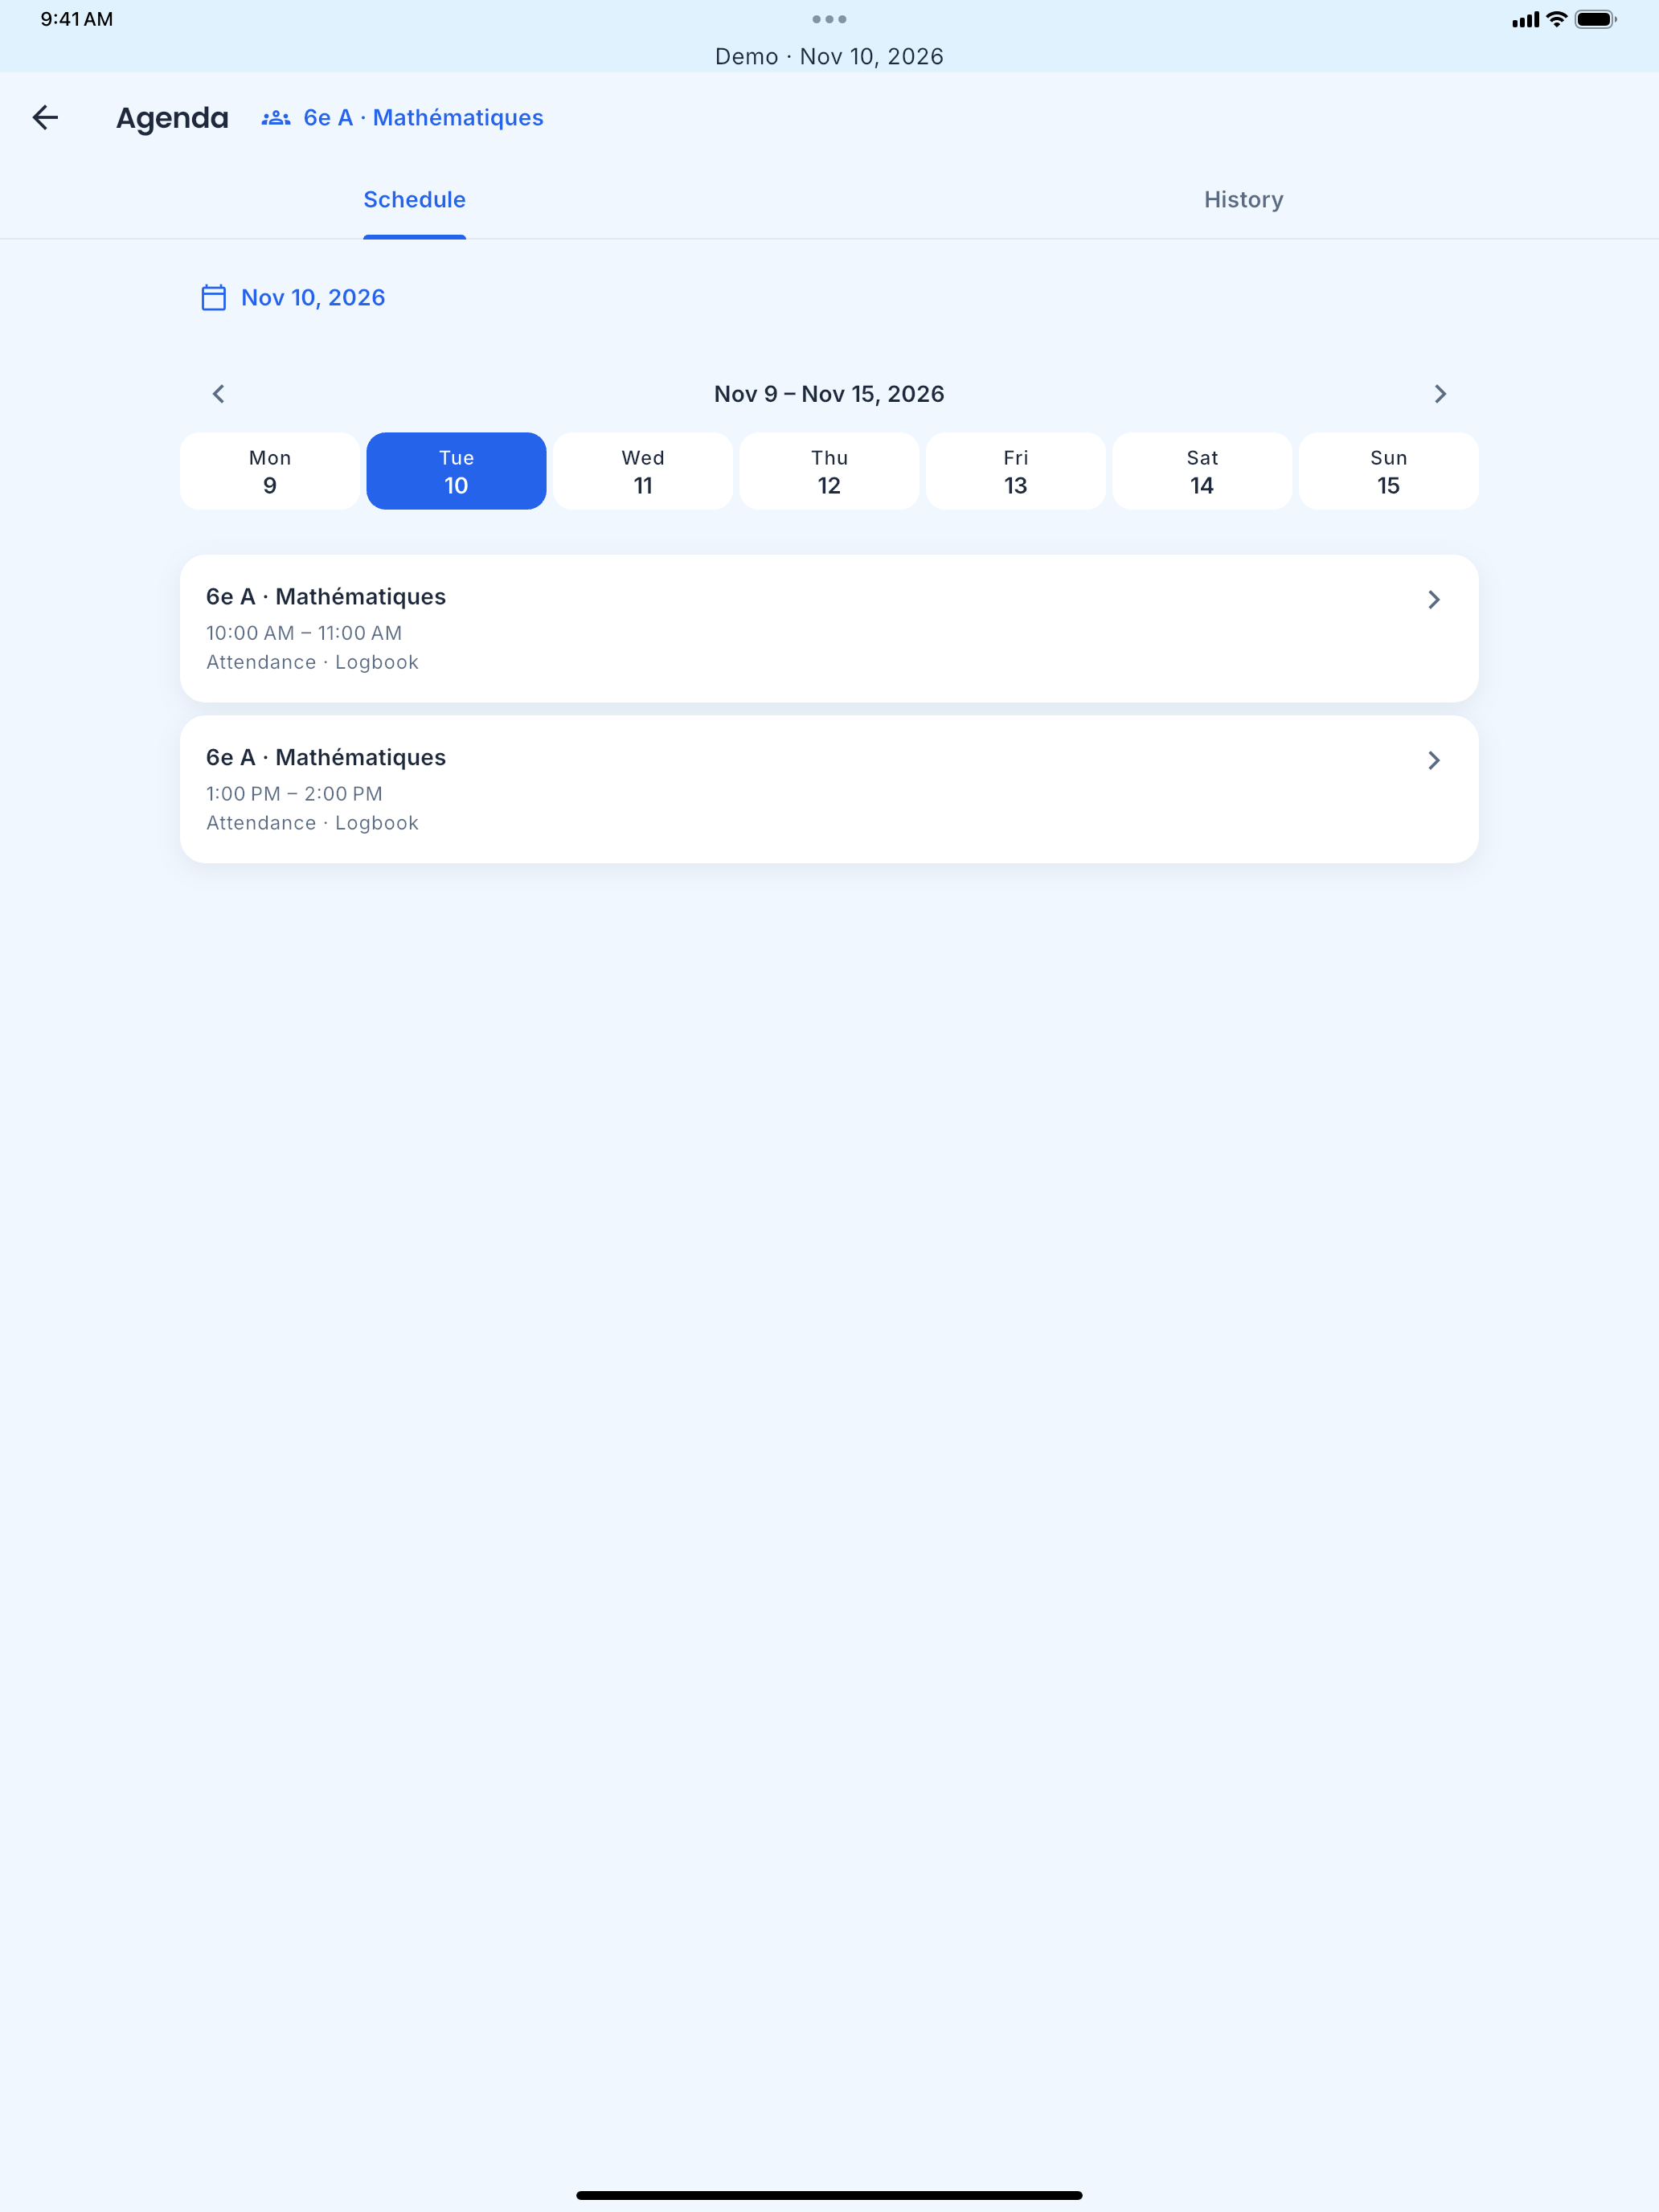 9:41 AM
Demo · Nov 10, 2026
Agenda
6e A · Mathématiques
Schedule
History
Nov 10, 2026
Nov 9 – Nov 15, 2026
Mon
9
Tue
10
Wed
11
Thu
12
Fri
13
Sat
14
Sun
15
6e A · Mathématiques
10:00 AM – 11:00 AM
Attendance · Logbook
6e A · Mathématiques
1:00 PM – 2:00 PM
Attendance · Logbook